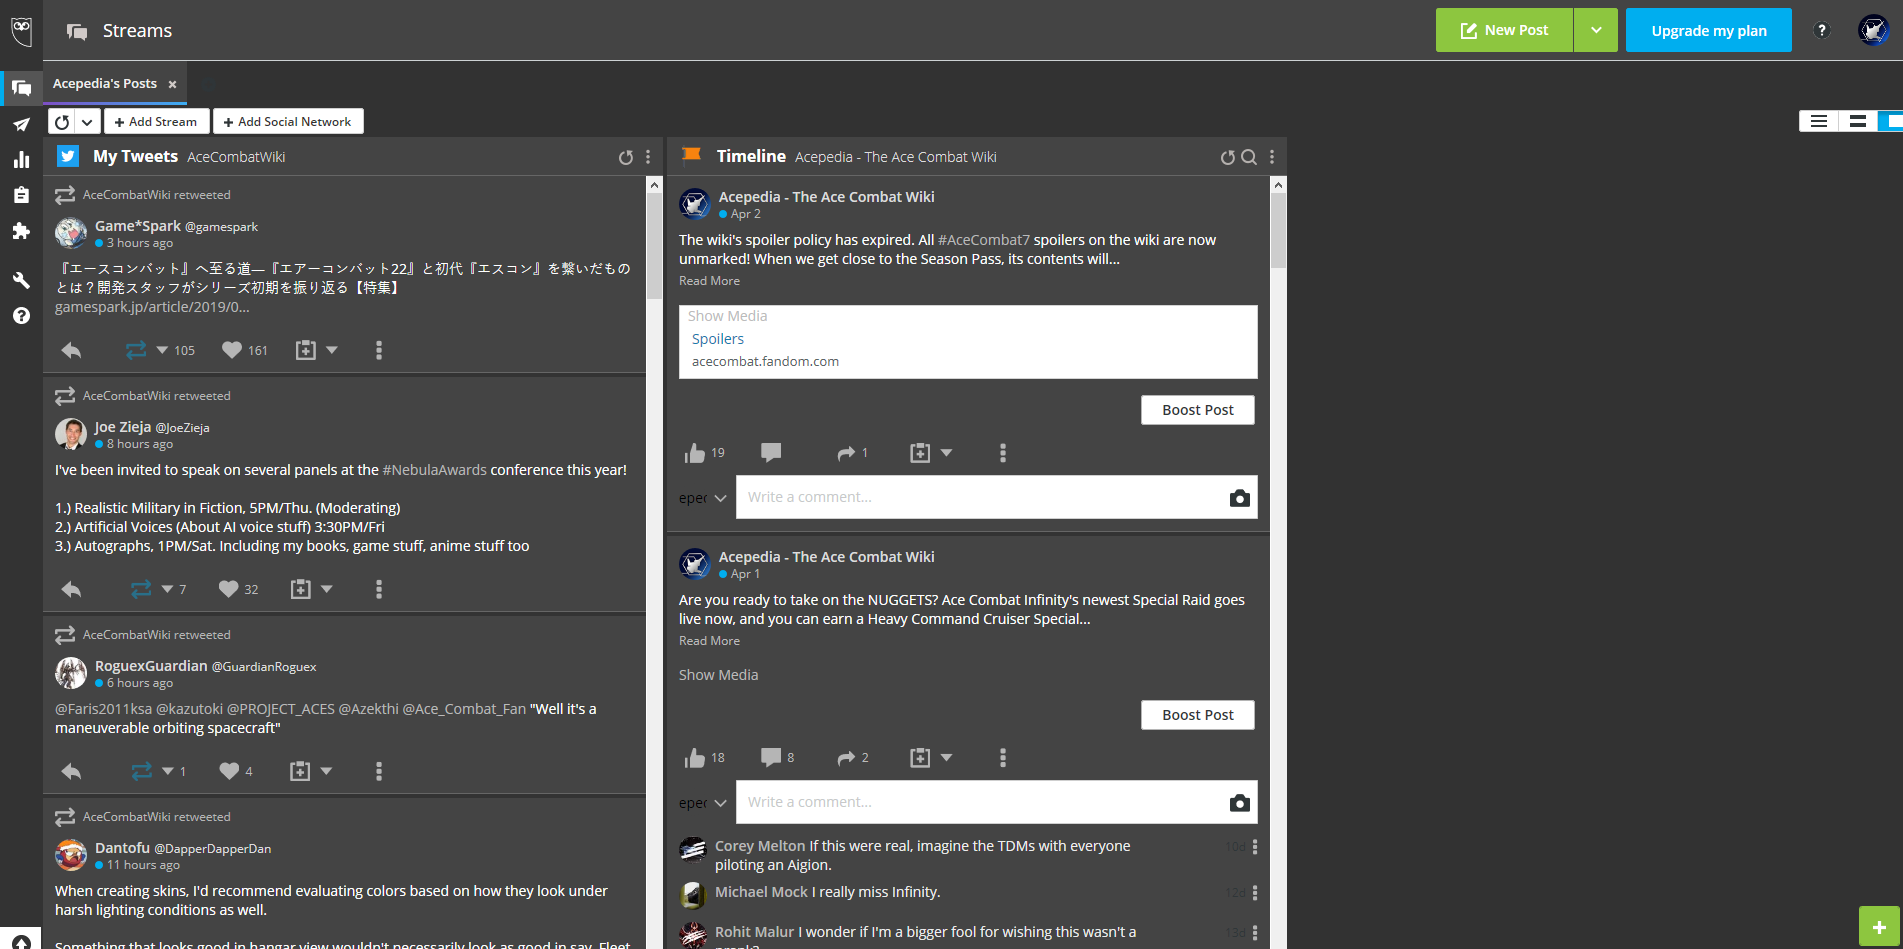 Streams
New Post
Upgrade my plan
?
Acepedia's Posts ×
+ Add Stream
+ Add Social Network
My Tweets AceCombatWiki
AceCombatWiki retweeted
Game*Spark @gamespark
3 hours ago
『エースコンバット』へ至る道―『エアーコンバット22』と初代『エスコン』を繋いだもの
とは？開発スタッフがシリーズ初期を振り返る【特集】
gamespark.jp/article/2019/0...
105 161
AceCombatWiki retweeted
Joe Zieja @JoeZieja
8 hours ago
I've been invited to speak on several panels at the #NebulaAwards conference this year!
1.) Realistic Military in Fiction, 5PM/Thu. (Moderating)
2.) Artificial Voices (About AI voice stuff) 3:30PM/Fri
3.) Autographs, 1PM/Sat. Including my books, game stuff, anime stuff too
7 32
AceCombatWiki retweeted
RoguexGuardian @GuardianRoguex
6 hours ago
@Faris2011ksa @kazutoki @PROJECT_ACES @Azekthi @Ace_Combat_Fan "Well it's a
maneuverable orbiting spacecraft"
1 4
AceCombatWiki retweeted
Dantofu @DapperDapperDan
11 hours ago
When creating skins, I'd recommend evaluating colors based on how they look under
harsh lighting conditions as well.
Something that looks good in hangar view wouldn't necessarily look as good in say, Fleet
Timeline Acepedia - The Ace Combat Wiki
Acepedia - The Ace Combat Wiki
Apr 2
The wiki's spoiler policy has expired. All #AceCombat7 spoilers on the wiki are now
unmarked! When we get close to the Season Pass, its contents will...
Read More
Show Media
Spoilers
acecombat.fandom.com
Boost Post
19 1
eped
Write a comment...
Acepedia - The Ace Combat Wiki
Apr 1
Are you ready to take on the NUGGETS? Ace Combat Infinity's newest Special Raid goes
live now, and you can earn a Heavy Command Cruiser Special...
Read More
Show Media
Boost Post
18 8 2
eped
Write a comment...
Corey Melton If this were real, imagine the TDMs with everyone 10d
piloting an Aigion.
Michael Mock I really miss Infinity. 12d
Rohit Malur I wonder if I'm a bigger fool for wishing this wasn't a 13d
prank?